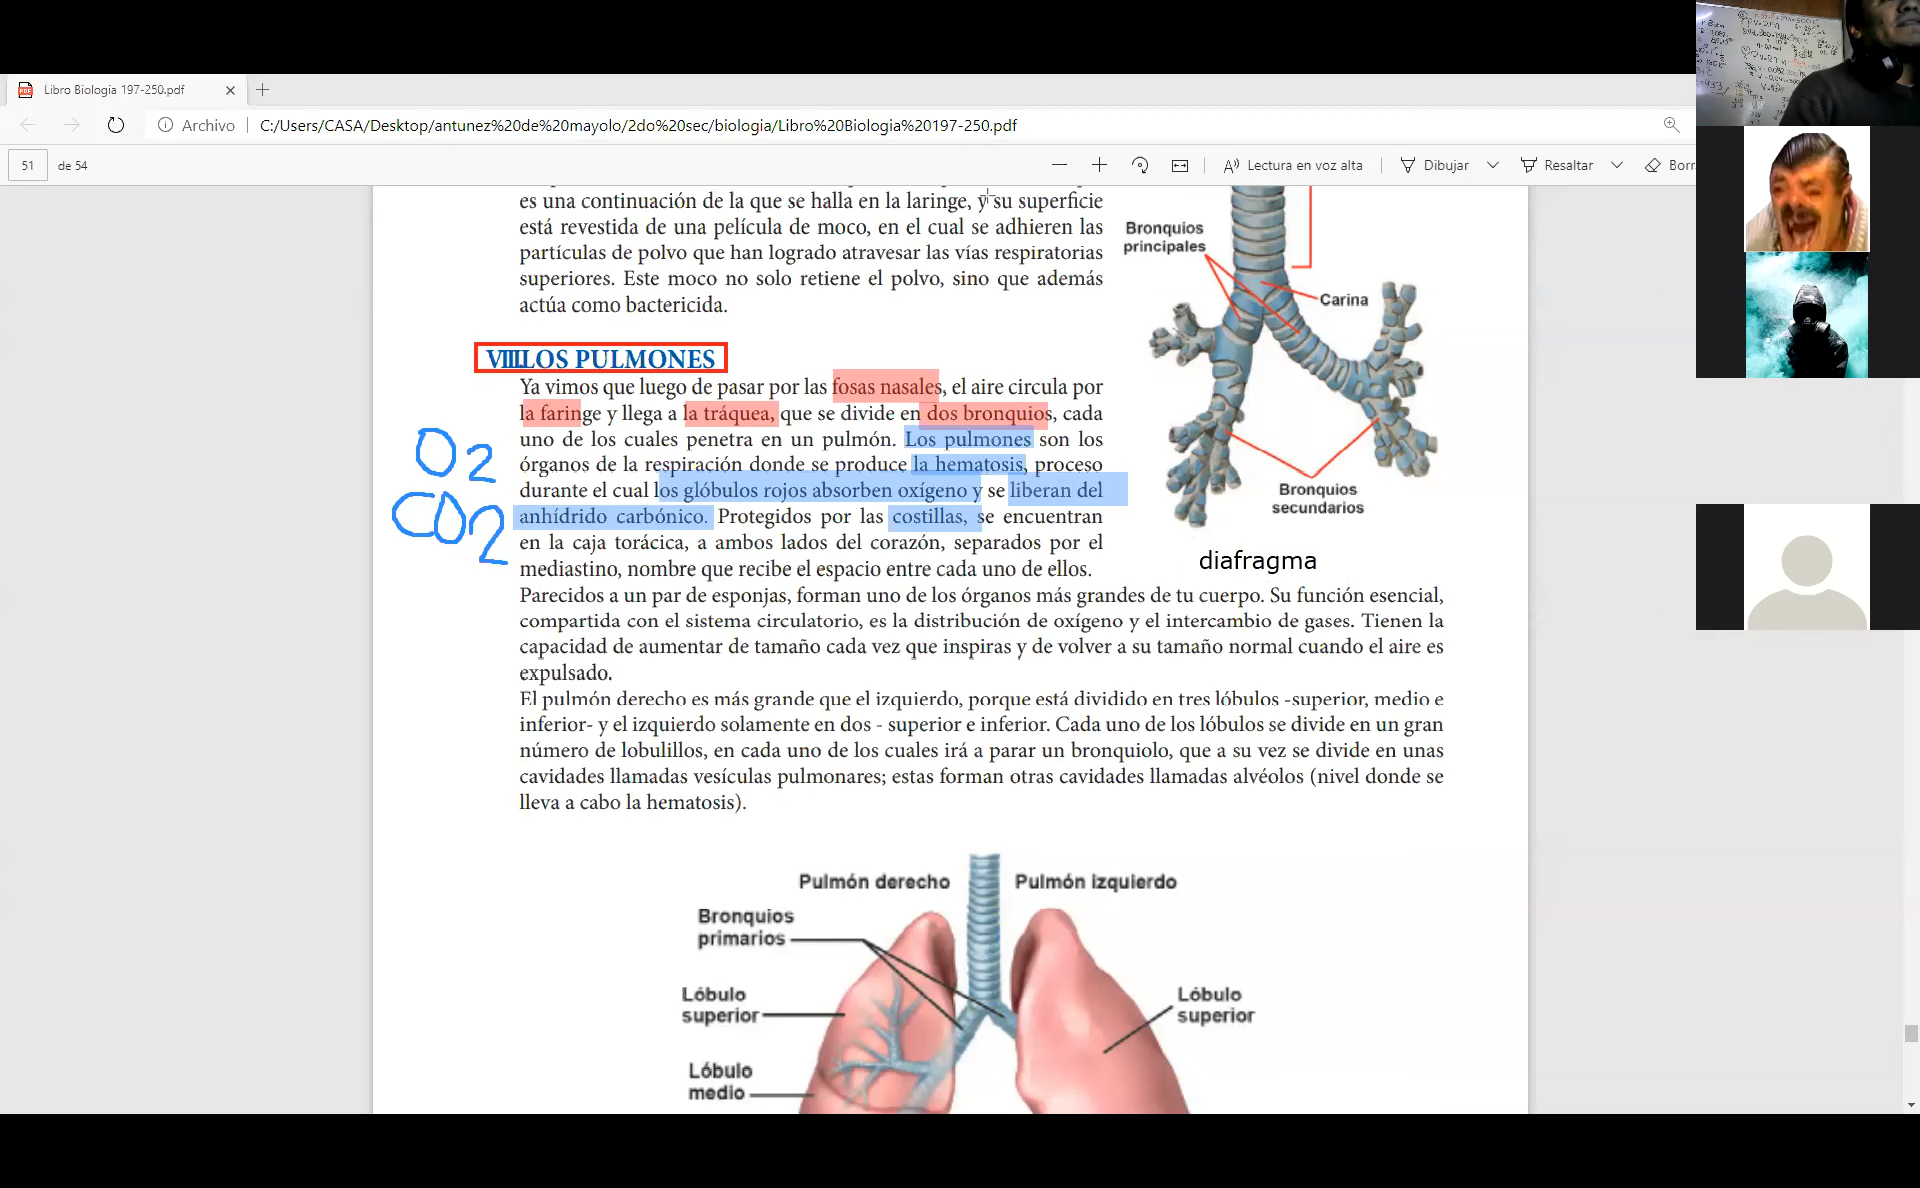 Libro Biologia 197-250.pdf
Archivo
C:/Users/CASA/Desktop/antunez%20de%20mayolo/2do%20sec/biologia/Libro%20Biologia%20197-250.pdf
51 de 54
Lectura en voz alta
Dibujar
Resaltar
Borr
es una continuación de la que se halla en la laringe, y su superficie
está revestida de una película de moco, en el cual se adhieren las
partículas de polvo que han logrado atravesar las vías respiratorias
superiores. Este moco no solo retiene el polvo, sino que además
actúa como bactericida.
VIII.LOS PULMONES
Ya vimos que luego de pasar por las fosas nasales, el aire circula por
la faringe y llega a la tráquea, que se divide en dos bronquios, cada
uno de los cuales penetra en un pulmón. Los pulmones son los
órganos de la respiración donde se produce la hematosis, proceso
durante el cual los glóbulos rojos absorben oxígeno y se liberan del
anhídrido carbónico. Protegidos por las costillas, se encuentran
en la caja torácica, a ambos lados del corazón, separados por el
mediastino, nombre que recibe el espacio entre cada uno de ellos.
Parecidos a un par de esponjas, forman uno de los órganos más grandes de tu cuerpo. Su función esencial,
compartida con el sistema circulatorio, es la distribución de oxígeno y el intercambio de gases. Tienen la
capacidad de aumentar de tamaño cada vez que inspiras y de volver a su tamaño normal cuando el aire es
expulsado.
El pulmón derecho es más grande que el izquierdo, porque está dividido en tres lóbulos -superior, medio e
inferior- y el izquierdo solamente en dos - superior e inferior. Cada uno de los lóbulos se divide en un gran
número de lobulillos, en cada uno de los cuales irá a parar un bronquiolo, que a su vez se divide en unas
cavidades llamadas vesículas pulmonares; estas forman otras cavidades llamadas alvéolos (nivel donde se
lleva a cabo la hematosis).
O2
CO2
Bronquios
principales
Carina
Bronquios
secundarios
diafragma
Pulmón derecho
Pulmón izquierdo
Bronquios
primarios
Lóbulo
superior
Lóbulo
superior
Lóbulo
medio